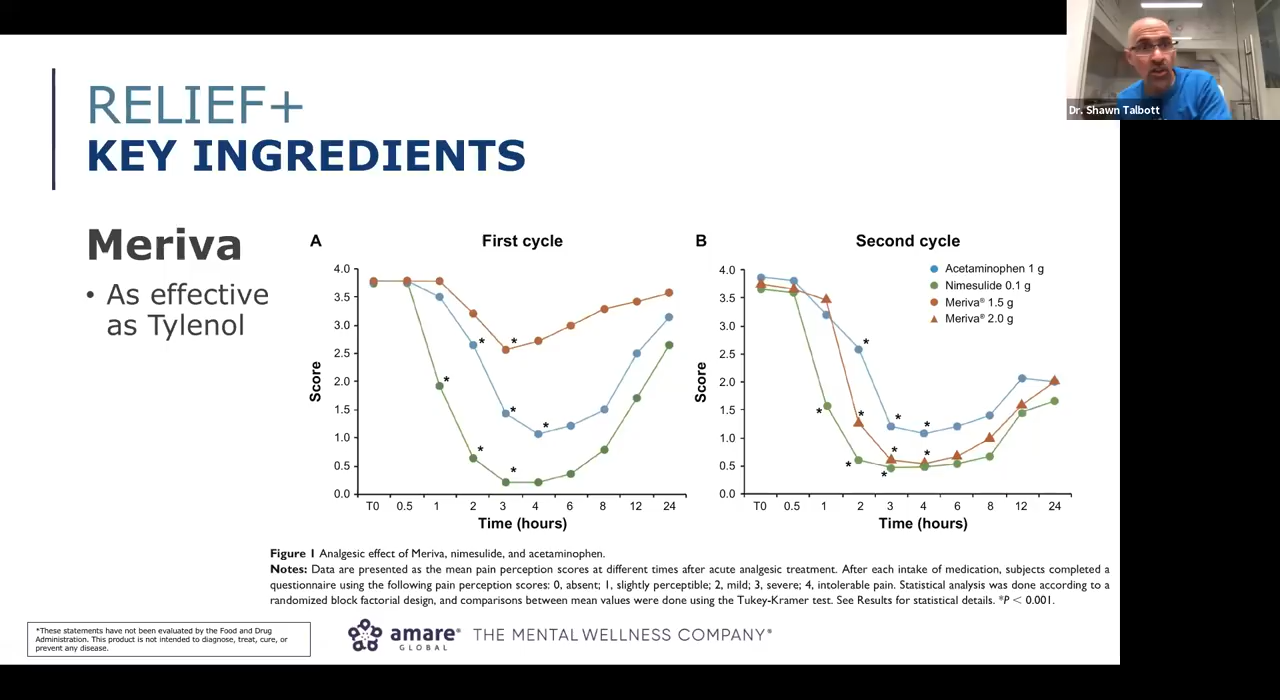 Dr. Shawn Talbott
RELIEF+
KEY INGREDIENTS
Meriva
• As effective
as Tylenol
A
First cycle
4.0
3.5
3.0
2.5
2.0
1.5
1.0
0.5
0.0
Score
* * * * * * *
T0 0.5 1 2 3 4 6 8 12 24
Time (hours)
B
Second cycle
4.0
3.5
3.0
2.5
2.0
1.5
1.0
0.5
0.0
Score
* * * * * * * * *
T0 0.5 1 2 3 4 6 8 12 24
Time (hours)
Acetaminophen 1 g
Nimesulide 0.1 g
Meriva® 1.5 g
Meriva® 2.0 g
Figure 1 Analgesic effect of Meriva, nimesulide, and acetaminophen.
Notes: Data are presented as the mean pain perception scores at different times after acute analgesic treatment. After each intake of medication, subjects completed a
questionnaire using the following pain perception scores: 0, absent; 1, slightly perceptible; 2, mild; 3, severe; 4, intolerable pain. Statistical analysis was done according to a
randomized block factorial design, and comparisons between mean values were done using the Tukey-Kramer test. See Results for statistical details. *P < 0.001.
*These statements have not been evaluated by the Food and Drug
Administration. This product is not intended to diagnose, treat, cure, or
prevent any disease.
amare®
GLOBAL
THE MENTAL WELLNESS COMPANY®